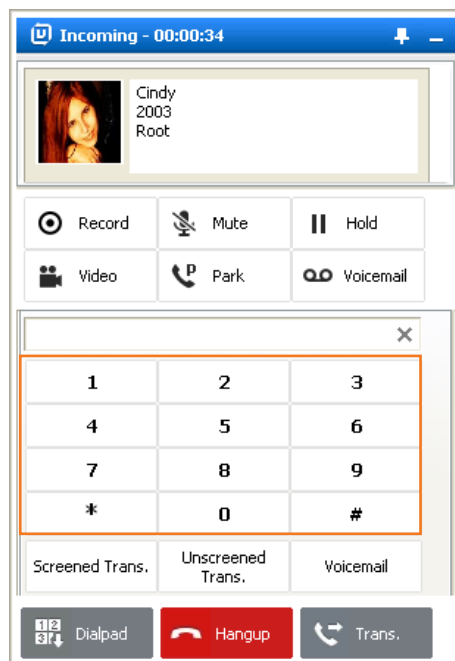 Incoming - 00:00:34
Cindy
2003
Root
Record Mute Hold
Video Park Voicemail
1 2 3
4 5 6
7 8 9
* 0 #
Screened Trans. Unscreened Trans. Voicemail
Dialpad Hangup Trans.